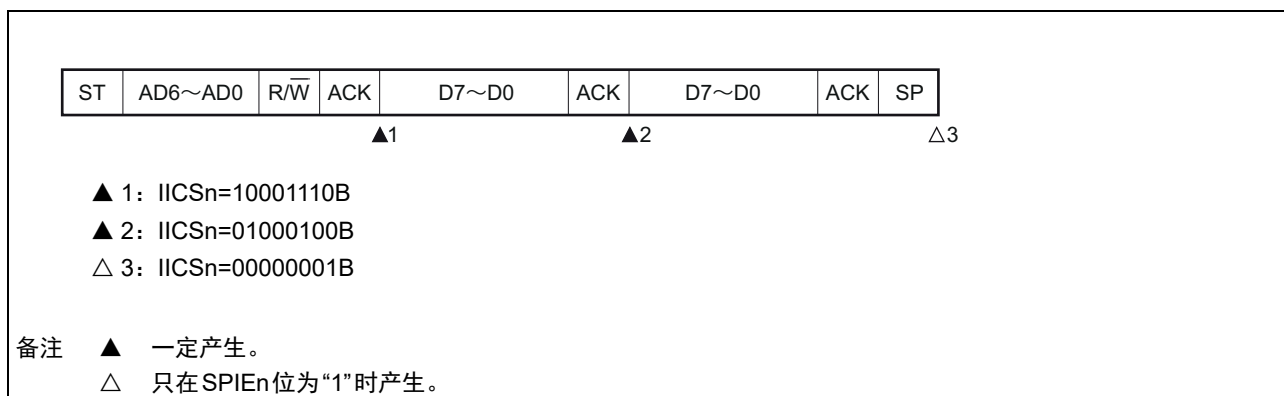 ST AD6～AD0 R/W̅ ACK D7～D0 ACK D7～D0 ACK SP
▲1 ▲2 △3
▲ 1：IICSn=10001110B
▲ 2：IICSn=01000100B
△ 3：IICSn=00000001B
备注 ▲ 一定产生。
△ 只在SPIEn位为“1”时产生。